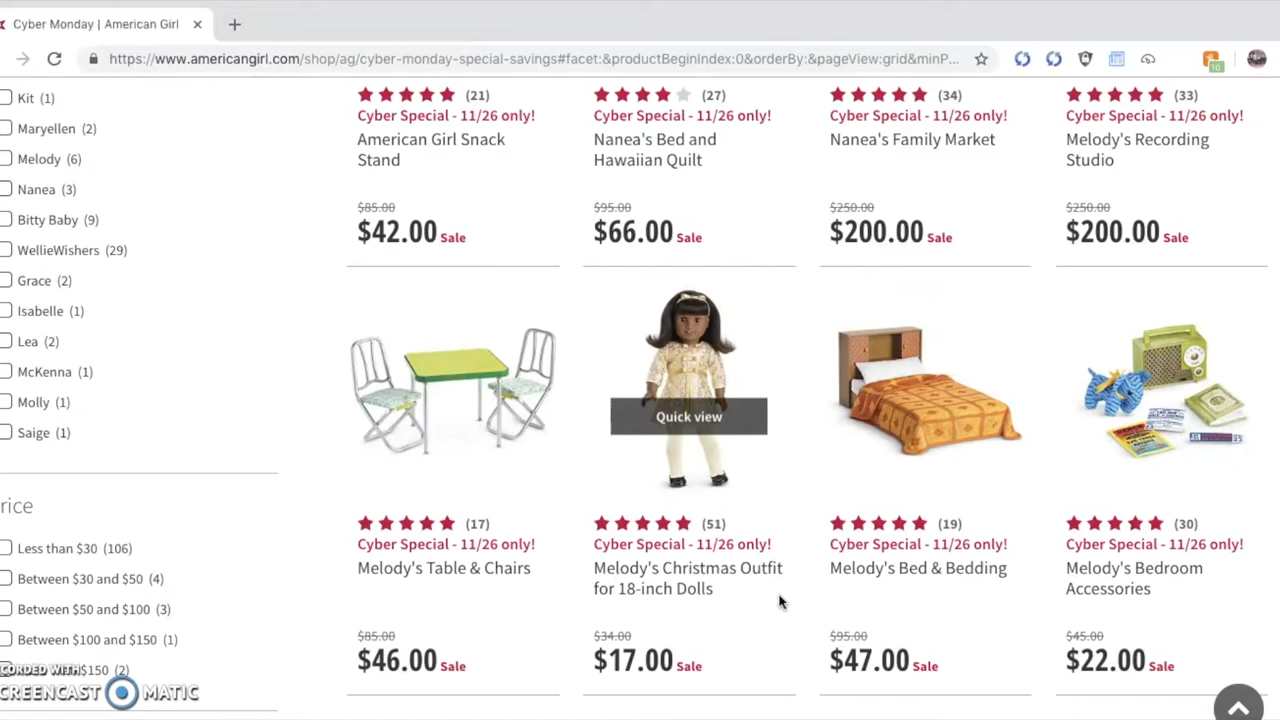 Cyber Monday | American Girl
https://www.americangirl.com/shop/ag/cyber-monday-special-savings#facet:&productBeginIndex:0&orderBy:&pageView:grid&minP...
10
Kit (1)
Maryellen (2)
Melody (6)
Nanea (3)
Bitty Baby (9)
WellieWishers (29)
Grace (2)
Isabelle (1)
Lea (2)
McKenna (1)
Molly (1)
Saige (1)
rice
Less than $30 (106)
Between $30 and $50 (4)
Between $50 and $100 (3)
Between $100 and $150 (1)
$150 (2)
(21)
Cyber Special - 11/26 only!
American Girl Snack
Stand
$85.00
$42.00 Sale
(27)
Cyber Special - 11/26 only!
Nanea's Bed and
Hawaiian Quilt
$95.00
$66.00 Sale
(34)
Cyber Special - 11/26 only!
Nanea's Family Market
$250.00
$200.00 Sale
(33)
Cyber Special - 11/26 only!
Melody's Recording
Studio
$250.00
$200.00 Sale
(17)
Cyber Special - 11/26 only!
Melody's Table & Chairs
$85.00
$46.00 Sale
Quick view
(51)
Cyber Special - 11/26 only!
Melody's Christmas Outfit
for 18-inch Dolls
$34.00
$17.00 Sale
(19)
Cyber Special - 11/26 only!
Melody's Bed & Bedding
$95.00
$47.00 Sale
(30)
Cyber Special - 11/26 only!
Melody's Bedroom
Accessories
$45.00
$22.00 Sale
CORDED WITH
CREENCAST MATIC